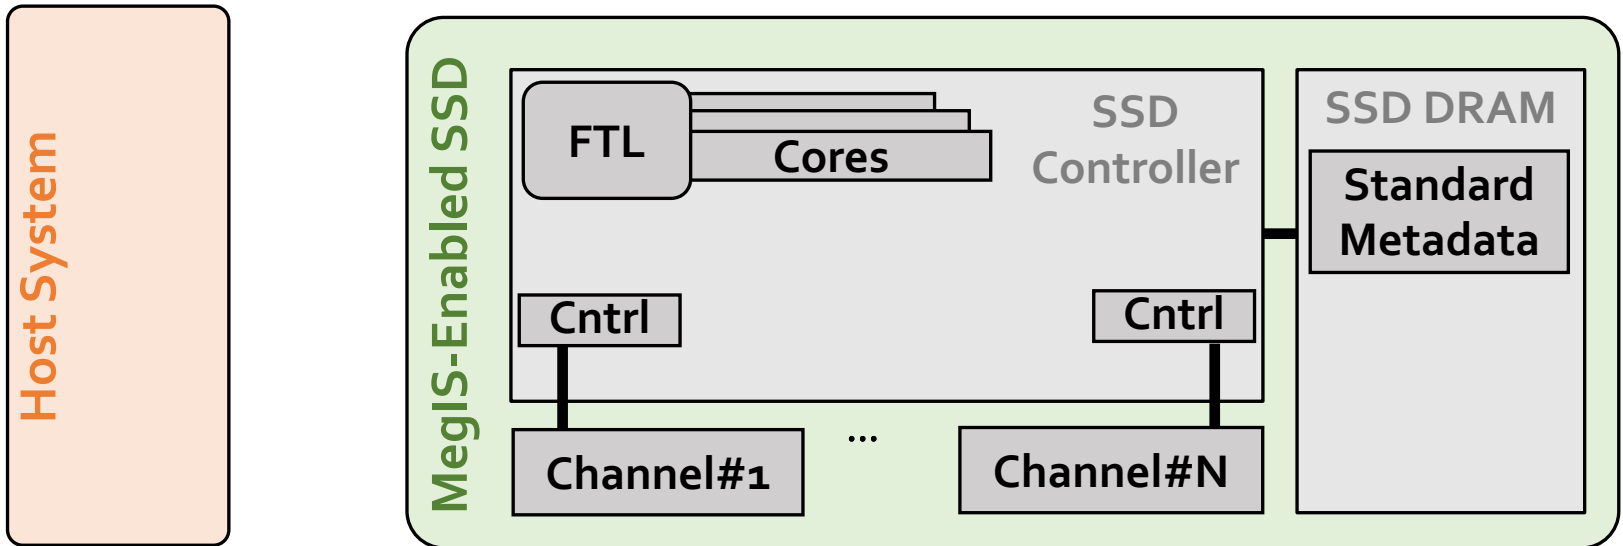 Host System
MegIS-Enabled SSD
FTL
Cores
SSD
Controller
SSD DRAM
Standard
Metadata
Cntrl
Cntrl
Channel#1
...
Channel#N